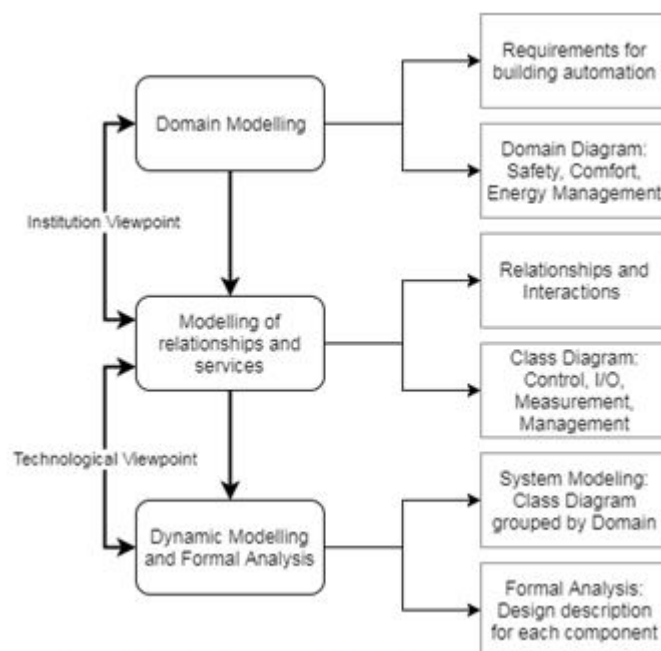 Requirements for
building automation
Domain Modelling
Domain Diagram:
Safety, Comfort,
Energy Management
Institution Viewpoint
Relationships and
Interactions
Modelling of
relationships and
services
Class Diagram:
Control, I/O,
Measurement,
Management
Technological Viewpoint
System Modeling:
Class Diagram
grouped by Domain
Dynamic Modelling
and Formal Analysis
Formal Analysis:
Design description
for each component